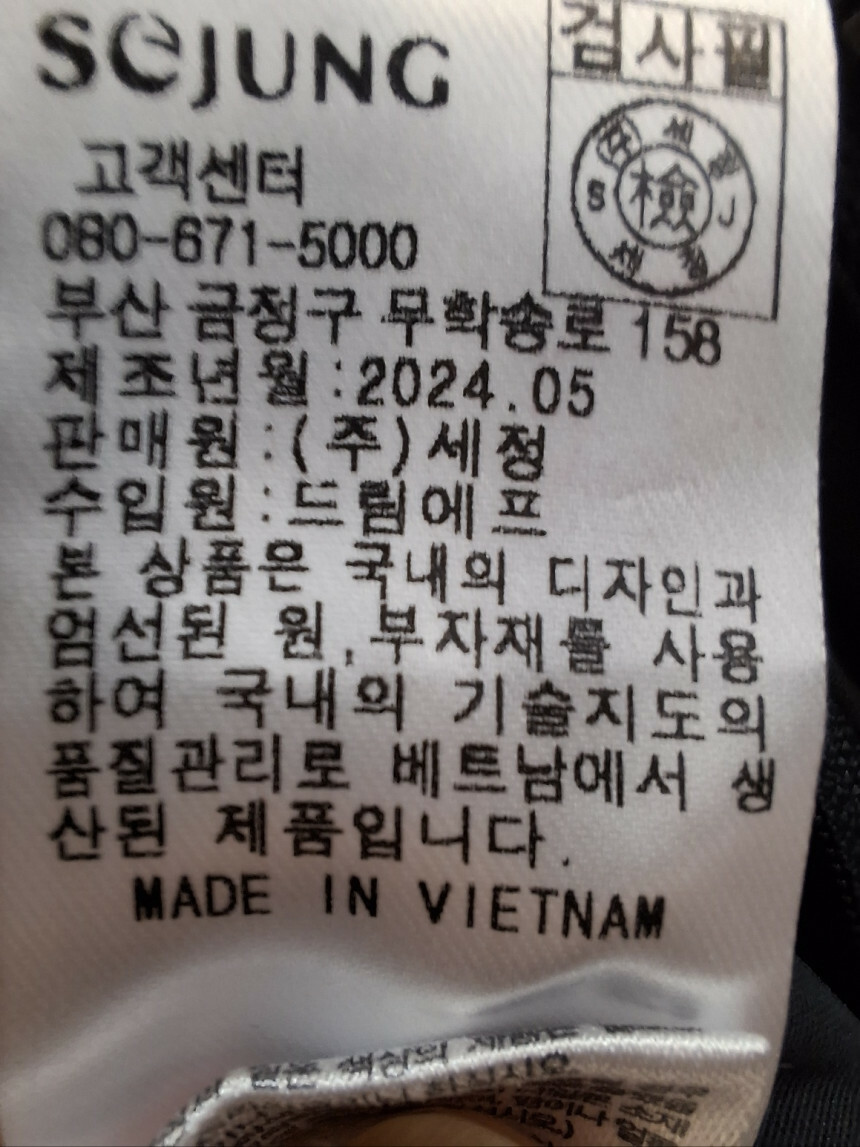 SeJUNG
검사필
檢
S
J
고객센터
080-671-5000
부산 금정구 무학송로 158
제조년월:2024.05
판매원:(주)세정
수입원:드림에프
본 상품은 국내의 디자인과
엄선된 원.부자재를 사용
하여 국내의 기술지도의
품질관리로 베트남에서 생
산된 제품입니다.
MADE IN VIETNAM